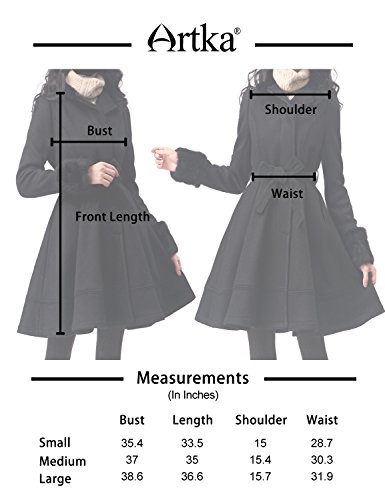 Artka®
Bust
Shoulder
Front Length
Waist
Measurements
(In Inches)
Bust Length Shoulder Waist
Small 35.4 33.5 15 28.7
Medium 37 35 15.4 30.3
Large 38.6 36.6 15.7 31.9